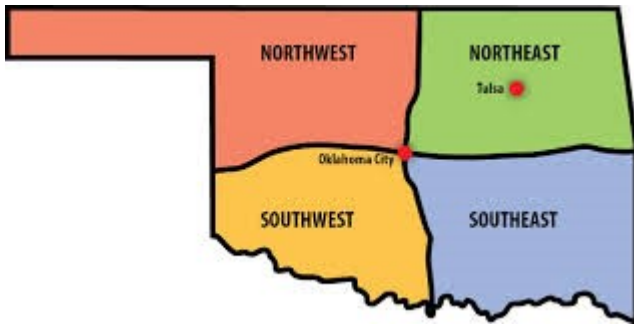 NORTHWEST
NORTHEAST
Tulsa
Oklahoma City
SOUTHWEST
SOUTHEAST